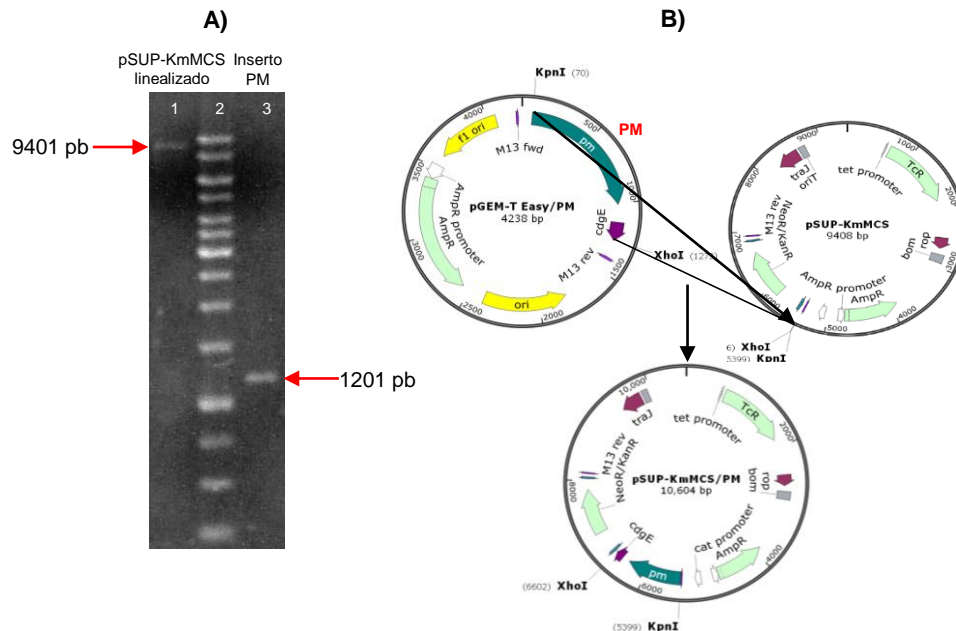 A)
pSUP-KmMCS Inserto
linealizado PM
1 2 3
9401 pb
1201 pb
B)
KpnI (70)
PM
500
1000
1500
2000
2500
3000
3500
4000
f1 ori
M13 fwd
pm
cdgE
AmpR promoter
AmpR
pGEM-T Easy/PM
4238 bp
XhoI
M13 rev
ori
1000
2000
3000
4000
5000
6000
7000
8000
9000
traJ
oriT
tet promoter
TcR
M13 rev
NeoR/KanR
pSUP-KmMCS
9408 bp
bom
rop
AmpR promoter
AmpR
6) XhoI
5399) KpnI
2000
4000
6000
8000
10,000
traJ
tet promoter
TcR
M13 rev
NeoR/KanR
pSUP-KmMCS/PM
10,604 bp
rop
bom
cdgE
cat promoter
AmpR
pm
(6602) XhoI
(5399) KpnI